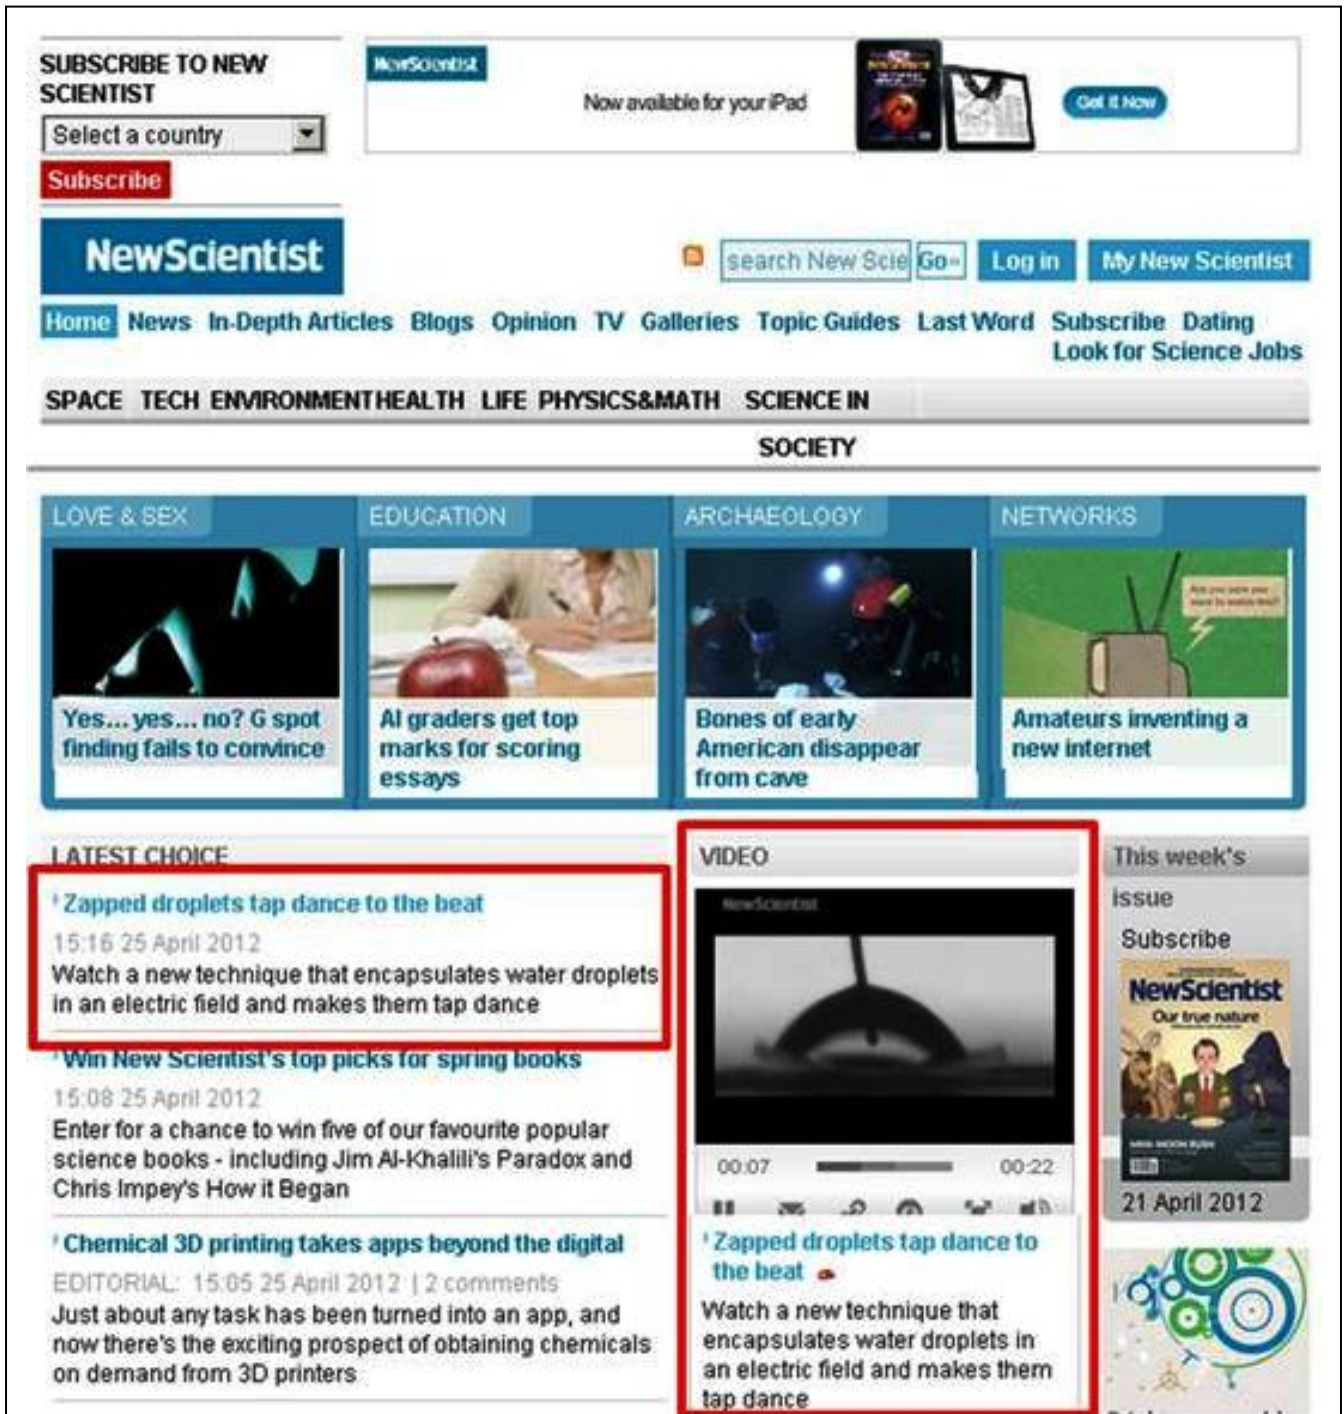 SUBSCRIBE TO NEW
SCIENTIST
Select a country
Subscribe
NewScientist
Now available for your iPad
Get it Now
NewScientist
search New Scie Go»
Log in
My New Scientist
Home News In-Depth Articles Blogs Opinion TV Galleries Topic Guides Last Word Subscribe Dating
Look for Science Jobs
SPACE TECH ENVIRONMENT HEALTH LIFE PHYSICS&MATH SCIENCE IN
SOCIETY
LOVE & SEX
Yes... yes... no? G spot
finding fails to convince
EDUCATION
AI graders get top
marks for scoring
essays
ARCHAEOLOGY
Bones of early
American disappear
from cave
NETWORKS
Are you sure you
want to watch this?
Amateurs inventing a
new internet
LATEST CHOICE
Zapped droplets tap dance to the beat
15:16 25 April 2012
Watch a new technique that encapsulates water droplets
in an electric field and makes them tap dance
Win New Scientist's top picks for spring books
15:08 25 April 2012
Enter for a chance to win five of our favourite popular
science books - including Jim Al-Khalili's Paradox and
Chris Impey's How it Began
Chemical 3D printing takes apps beyond the digital
EDITORIAL: 15:05 25 April 2012 | 2 comments
Just about any task has been turned into an app, and
now there's the exciting prospect of obtaining chemicals
on demand from 3D printers
VIDEO
NewScientist
00:07
00:22
Zapped droplets tap dance to
the beat
Watch a new technique that
encapsulates water droplets in
an electric field and makes them
tap dance
This week's
issue
Subscribe
NewScientist
Our true nature
21 April 2012